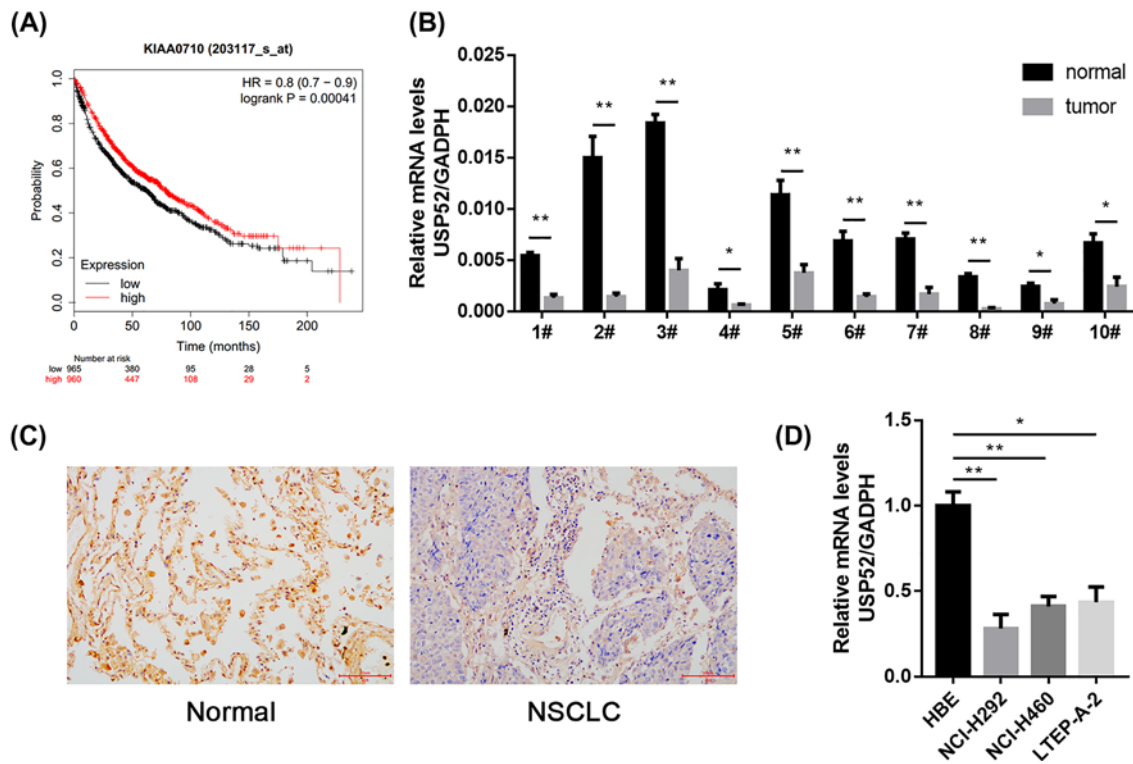 (A)
KIAA0710 (203117_s_at)
HR = 0.8 (0.7 − 0.9)
logrank P = 0.00041
Probability
1.0
0.8
0.6
0.4
0.2
0.0
Expression
low
high
0 50 100 150 200
Time (months)
Number at risk
low 965 380 95 28 5
high 960 447 108 29 2
(B)
Relative mRNA levels
USP52/GADPH
0.025
0.020
0.015
0.010
0.005
0.000
normal
tumor
** ** ** * ** ** ** ** * *
1# 2# 3# 4# 5# 6# 7# 8# 9# 10#
(C)
Normal
NSCLC
(D)
Relative mRNA levels
USP52/GADPH
1.5
1.0
0.5
0.0
*
**
**
HBE
NCI-H292
NCI-H460
LTEP-A-2